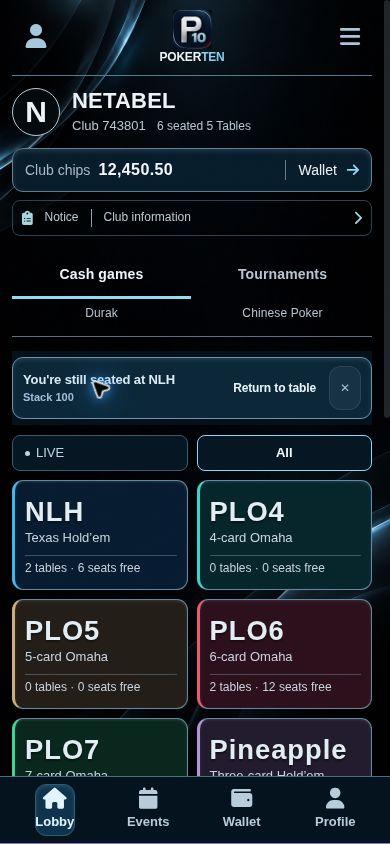 P10
POKERTEN
N
NETABEL
Club 743801 6 seated 5 Tables
Club chips 12,450.50 Wallet →
Notice Club information
Cash games Tournaments
Durak Chinese Poker
You're still seated at NLH
Stack 100
Return to table ×
• LIVE All
NLH
Texas Hold'em
2 tables · 6 seats free
PLO4
4-card Omaha
0 tables · 0 seats free
PLO5
5-card Omaha
0 tables · 0 seats free
PLO6
6-card Omaha
2 tables · 12 seats free
PLO7
7-card Omaha
Pineapple
Three-card Hold'em
Lobby Events Wallet Profile